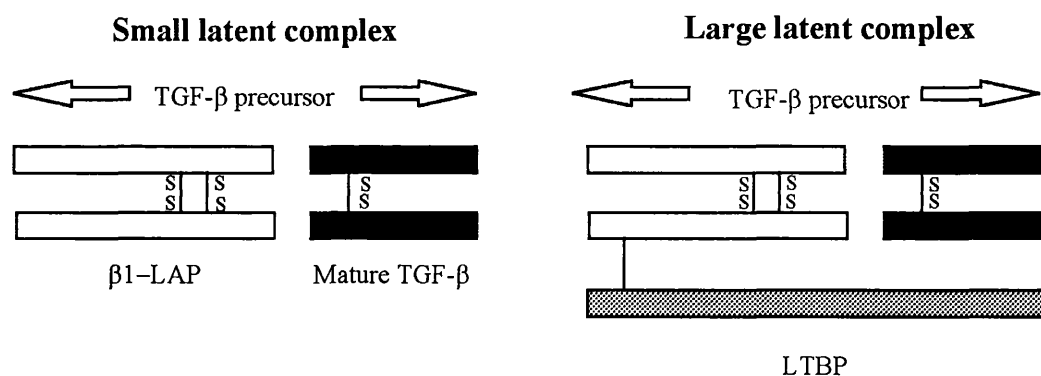 Small latent complex
TGF-β precursor
S S
S S
S
S
β1–LAP
Mature TGF-β
Large latent complex
TGF-β precursor
S S
S S
S
S
LTBP